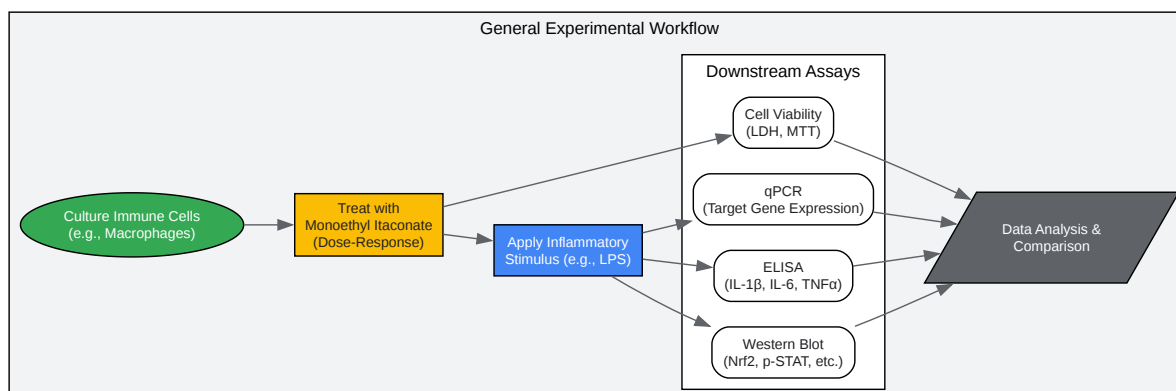 General Experimental Workflow
Downstream Assays
Cell Viability
(LDH, MTT)
Culture Immune Cells
(e.g., Macrophages)
Treat with
Monoethyl Itaconate
(Dose-Response)
Apply Inflammatory
Stimulus (e.g., LPS)
qPCR
(Target Gene Expression)
ELISA
(IL-1β, IL-6, TNFα)
Western Blot
(Nrf2, p-STAT, etc.)
Data Analysis &
Comparison